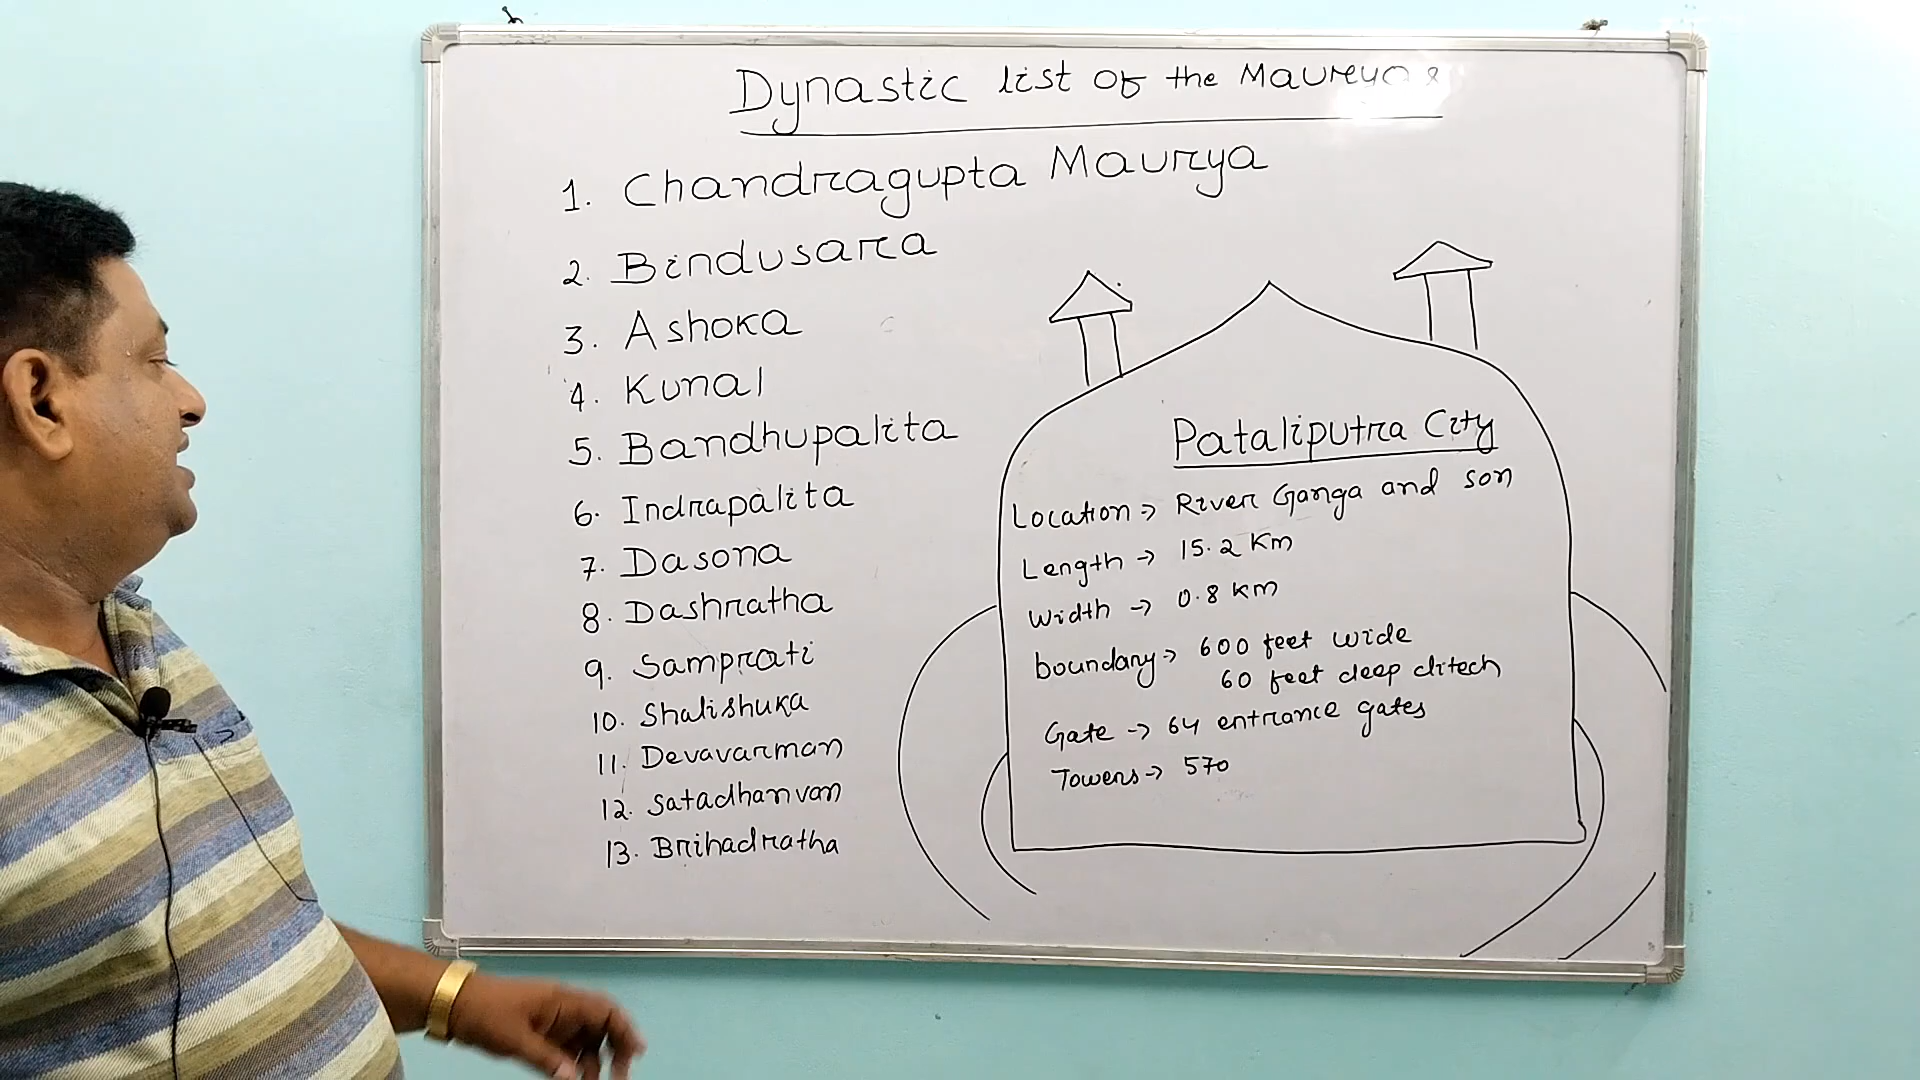 Dynastic list of the Maureyas
1. Chandragupta Maurya
2. Bindusara
3. Ashoka
4. Kunal
5. Bandhupalita
6. Indrapalita
7. Dasona
8. Dashratha
9. Samprati
10. Shalishuka
11. Devavarman
12. Satadhanvan
13. Brihadratha
Pataliputra City
Location → River Ganga and son
Length → 15.2 Km
Width → 0.8 km
boundary → 600 feet wide
60 feet deep ditech
Gate → 64 entrance gates
Towers → 570